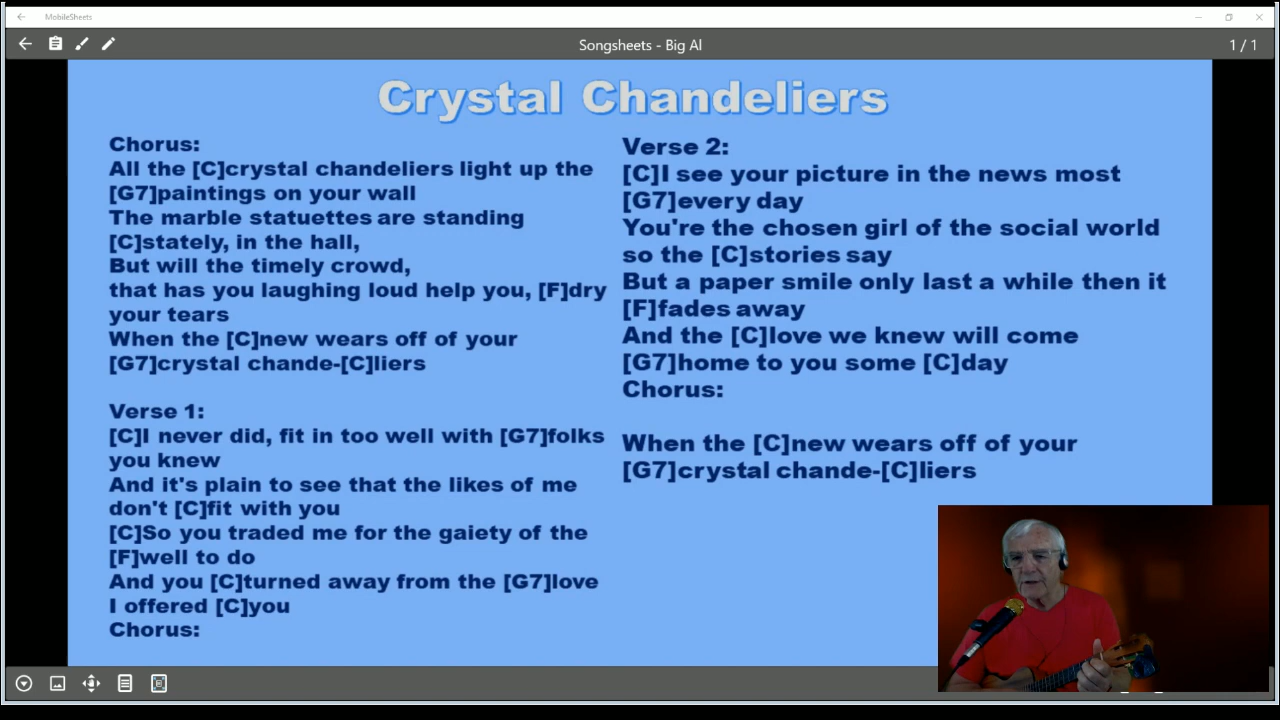 MobileSheets
Songsheets - Big Al
1 / 1
Crystal Chandeliers
Chorus:
All the [C]crystal chandeliers light up the
[G7]paintings on your wall
The marble statuettes are standing
[C]stately, in the hall,
But will the timely crowd,
that has you laughing loud help you, [F]dry
your tears
When the [C]new wears off of your
[G7]crystal chande-[C]liers
Verse 1:
[C]I never did, fit in too well with [G7]folks
you knew
And it's plain to see that the likes of me
don't [C]fit with you
[C]So you traded me for the gaiety of the
[F]well to do
And you [C]turned away from the [G7]love
I offered [C]you
Chorus:
Verse 2:
[C]I see your picture in the news most
[G7]every day
You're the chosen girl of the social world
so the [C]stories say
But a paper smile only last a while then it
[F]fades away
And the [C]love we knew will come
[G7]home to you some [C]day
Chorus:
When the [C]new wears off of your
[G7]crystal chande-[C]liers